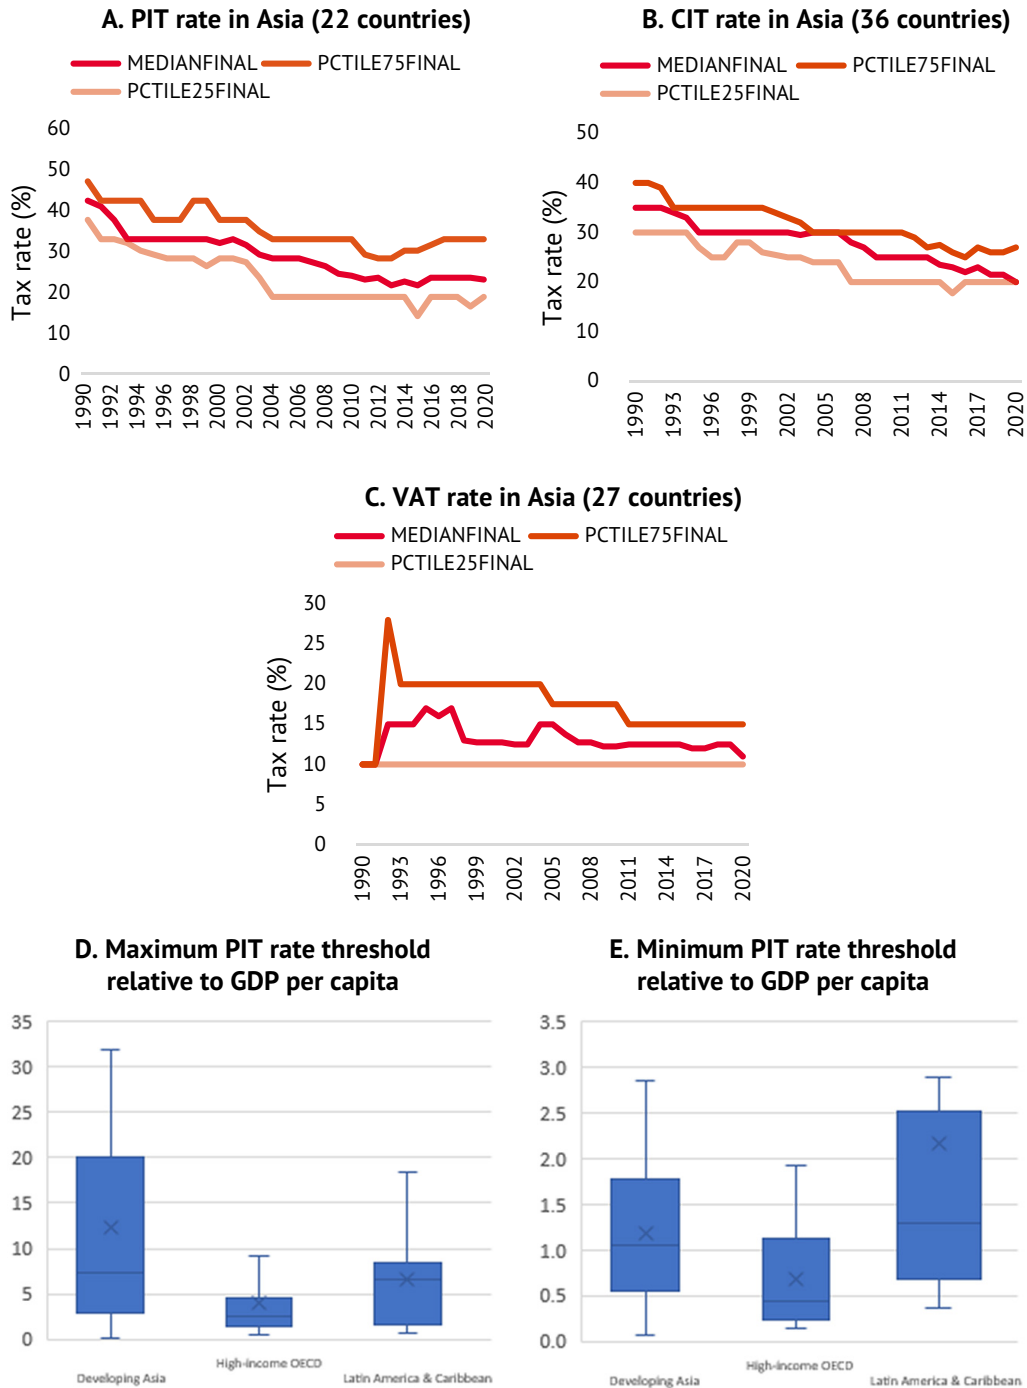 A. PIT rate in Asia (22 countries)
MEDIANFINAL
PCTILE75FINAL
PCTILE25FINAL
Tax rate (%)
60
50
40
30
20
10
0
1990
1992
1994
1996
1998
2000
2002
2004
2006
2008
2010
2012
2014
2016
2018
2020
B. CIT rate in Asia (36 countries)
MEDIANFINAL
PCTILE75FINAL
PCTILE25FINAL
Tax rate (%)
50
40
30
20
10
0
1990
1993
1996
1999
2002
2005
2008
2011
2014
2017
2020
C. VAT rate in Asia (27 countries)
MEDIANFINAL
PCTILE75FINAL
PCTILE25FINAL
Tax rate (%)
30
25
20
15
10
5
0
1990
1993
1996
1999
2002
2005
2008
2011
2014
2017
2020
D. Maximum PIT rate threshold
relative to GDP per capita
35
30
25
20
15
10
5
0
Developing Asia
High-income OECD
Latin America & Caribbean
E. Minimum PIT rate threshold
relative to GDP per capita
3.5
3.0
2.5
2.0
1.5
1.0
0.5
0.0
Developing Asia
High-income OECD
Latin America & Caribbean